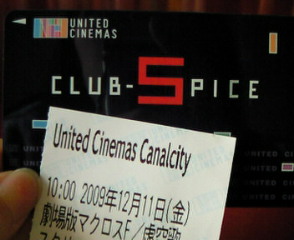 UNITED
CINEMAS
CLUB-SPICE
United Cinemas Canalcity
10:00 2009年12月11日(金)
劇場版マクロスF/虚空歌